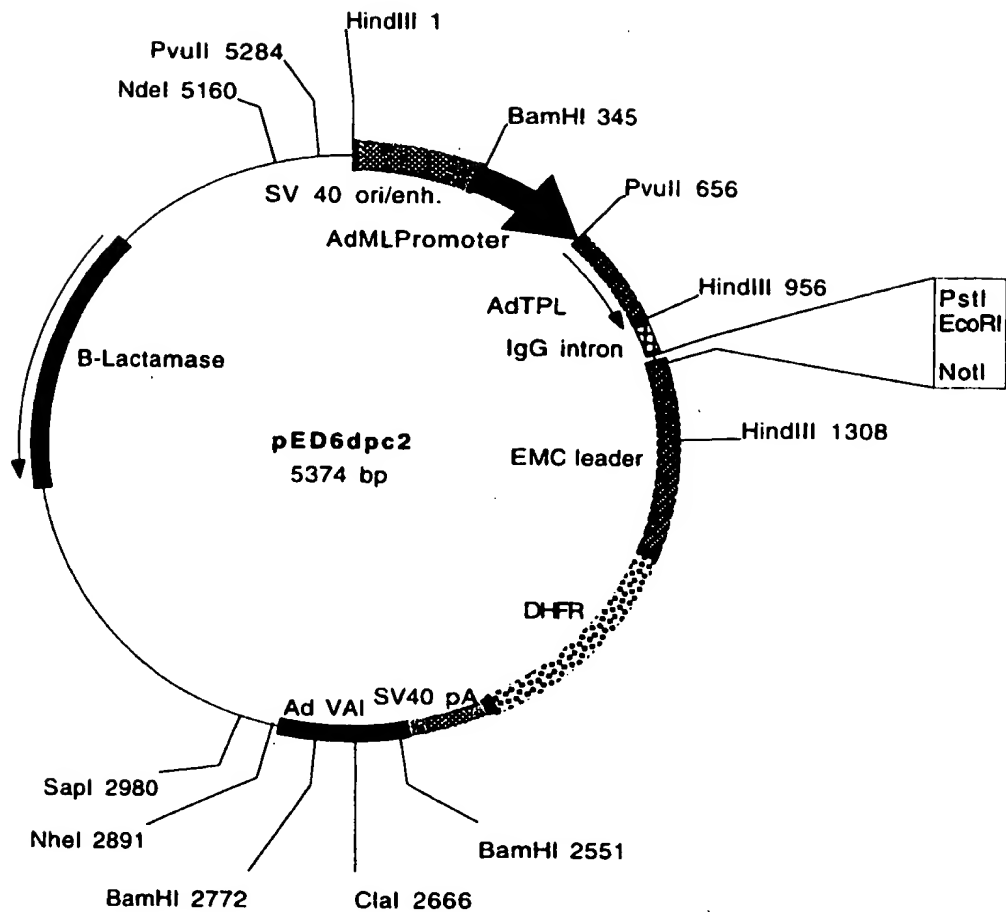 HindIII 1
PvuII 5284
NdeI 5160
BamHI 345
SV 40 ori/enh.
PvuII 656
AdMLPromoter
HindIII 956
AdTPL
PstI
EcoRI
NotI
IgG intron
B-Lactamase
HindIII 1308
pED6dpc2
5374 bp
EMC leader
DHFR
SV40 pA
Ad VAI
SapI 2980
NheI 2891
BamHI 2551
BamHI 2772
ClaI 2666